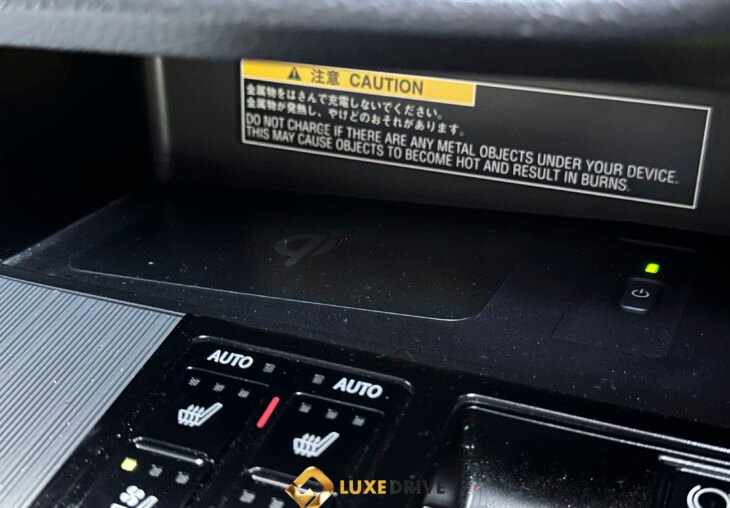 注意 CAUTION
金属物をはさんで充電しないでください。
金属物が発熱し、やけどのおそれがあります。
DO NOT CHARGE IF THERE ARE ANY METAL OBJECTS UNDER YOUR DEVICE.
THIS MAY CAUSE OBJECTS TO BECOME HOT AND RESULT IN BURNS.
qi
AUTO
AUTO
LUXEDRIVE